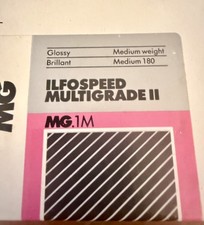 Glossy Medium weight
Brillant Medium 180
ILFOSPEED
MULTIGRADE II
MG.1M
MG